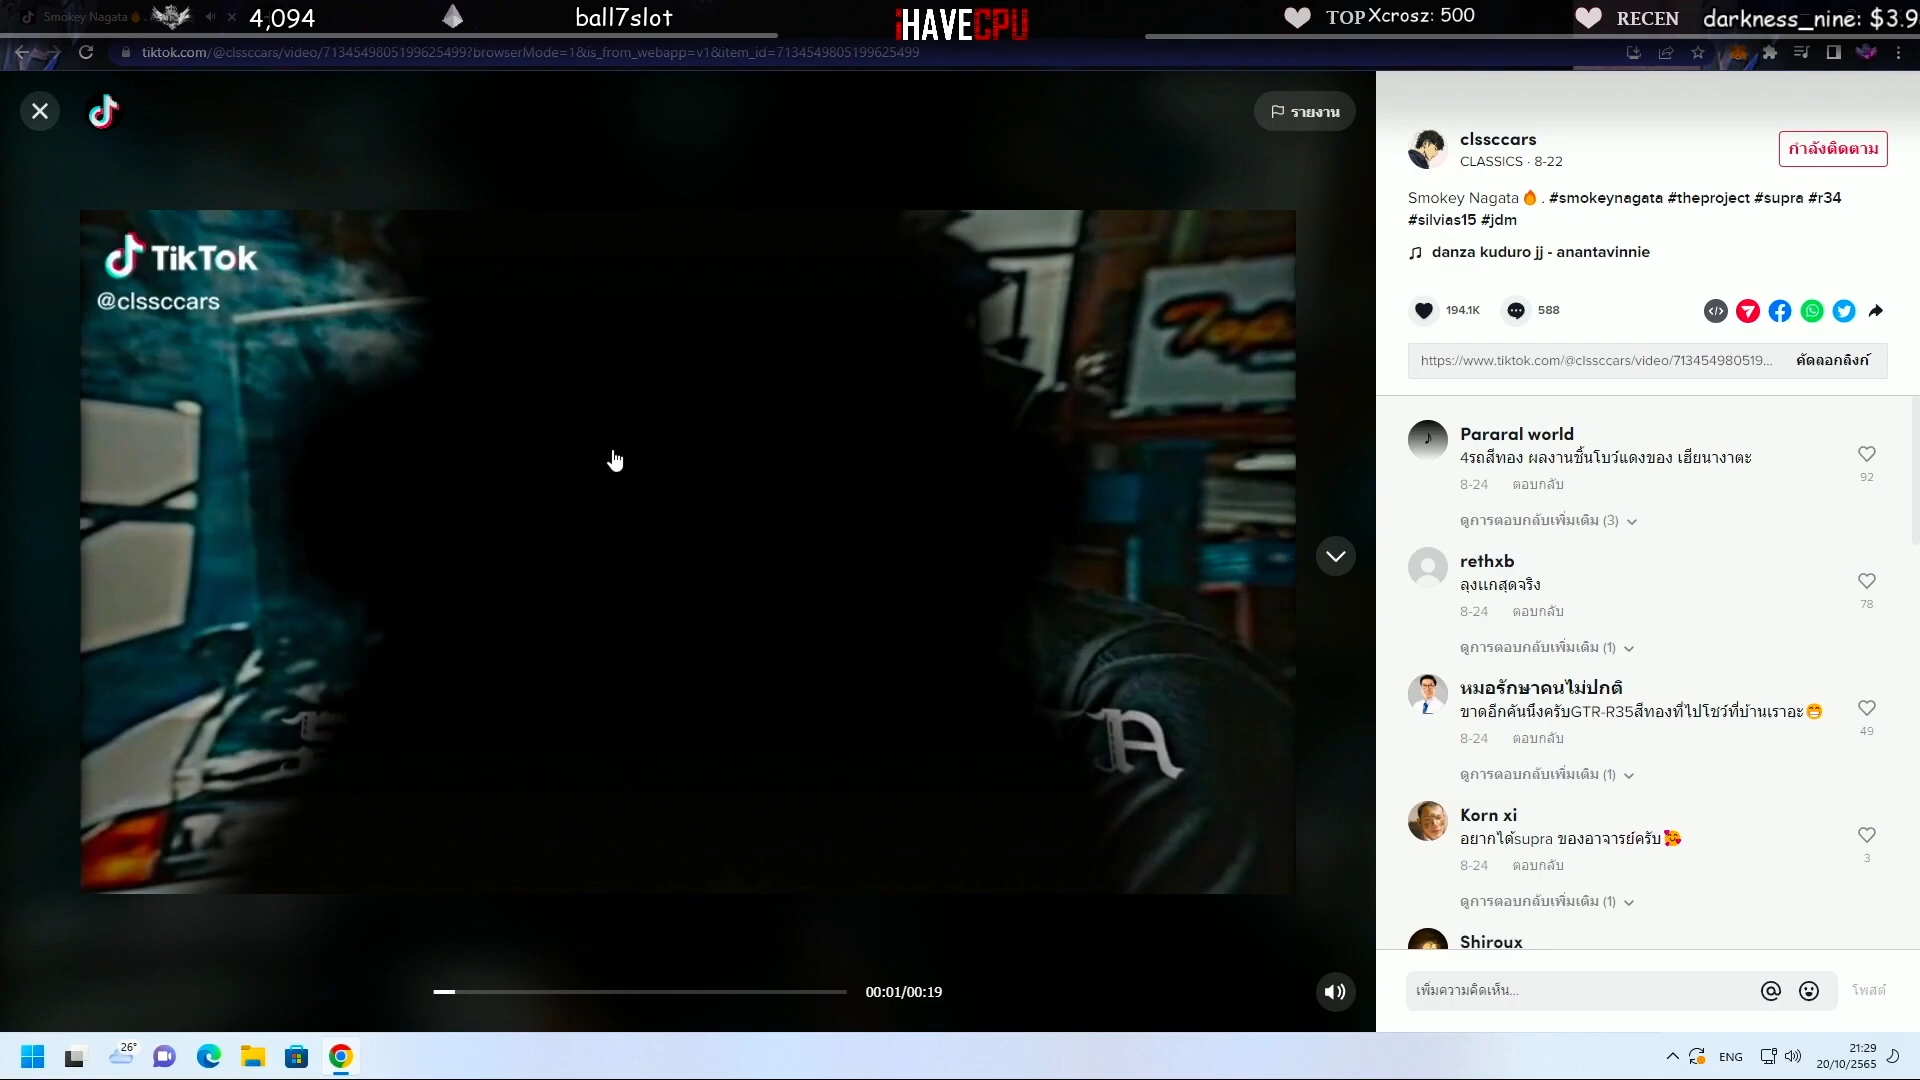 Smokey Nagata
4,094
ball7slot
iHAVECPU
TOP Xcrosz: 500
RECEN darkness_nine: $3.9
tiktok.com/@clssccars/video/7134549805199625499?browserMode=1&is_from_webapp=v1&item_id=7134549805199625499
รายงาน
TikTok
@clssccars
00:01/00:19
clssccars
CLASSICS · 8-22
กำลังติดตาม
Smokey Nagata🔥 . #smokeynagata #theproject #supra #r34
#silvias15 #jdm
danza kuduro jj - anantavinnie
194.1K
588
https://www.tiktok.com/@clssccars/video/713454980519...
คัดลอกลิงก์
Pararal world
4รถสีทอง ผลงานชิ้นโบว์แดงของ เฮียนางาตะ
92
8-24 ตอบกลับ
ดูการตอบกลับเพิ่มเติม (3)
rethxb
ลุงแกสุดจริง
78
8-24 ตอบกลับ
ดูการตอบกลับเพิ่มเติม (1)
หมอรักษาคนไม่ปกติ
ขาดอีกคันนึงครับGTR-R35สีทองที่ไปโชว์ที่บ้านเราอะ😁
49
8-24 ตอบกลับ
ดูการตอบกลับเพิ่มเติม (1)
Korn xi
อยากได้supra ของอาจารย์ครับ🥰
3
8-24 ตอบกลับ
ดูการตอบกลับเพิ่มเติม (1)
Shiroux
เพิ่มความคิดเห็น...
โพสต์
26°
ENG
21:29
20/10/2565